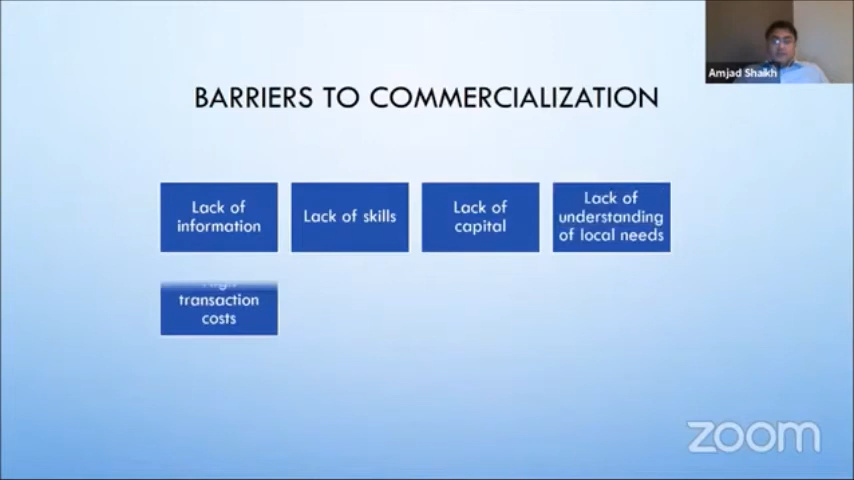 Amjad Shaikh
BARRIERS TO COMMERCIALIZATION
Lack of
information
Lack of skills
Lack of
capital
Lack of
understanding
of local needs
transaction
costs
zoom